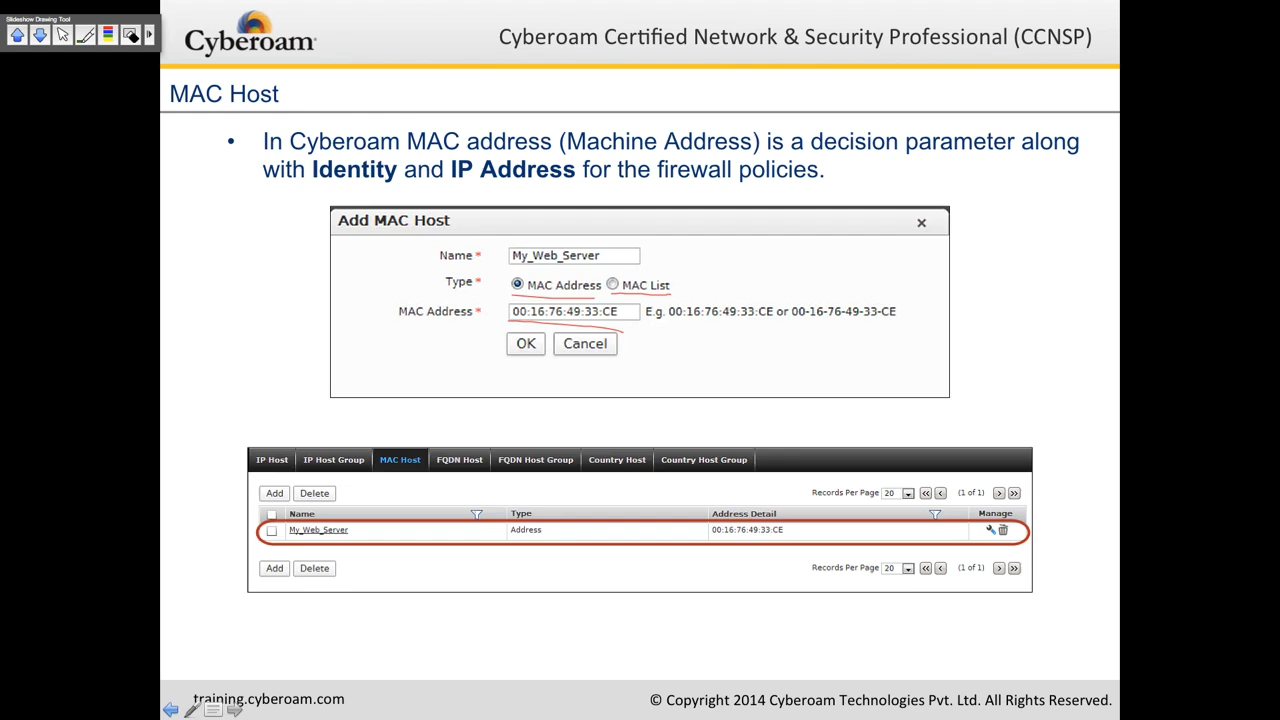 Slideshow Drawing Tool
Cyberoam
Cyberoam Certified Network & Security Professional (CCNSP)
MAC Host
• In Cyberoam MAC address (Machine Address) is a decision parameter along
with Identity and IP Address for the firewall policies.
Add MAC Host
Name * My_Web_Server
Type * MAC Address MAC List
MAC Address * 00:16:76:49:33:CE E.g. 00:16:76:49:33:CE or 00-16-76-49-33-CE
OK Cancel
IP Host IP Host Group MAC Host FQDN Host FQDN Host Group Country Host Country Host Group
Add Delete Records Per Page 20 (1 of 1)
Name Type Address Detail Manage
My_Web_Server Address 00:16:76:49:33:CE
Add Delete Records Per Page 20 (1 of 1)
training.cyberoam.com © Copyright 2014 Cyberoam Technologies Pvt. Ltd. All Rights Reserved.